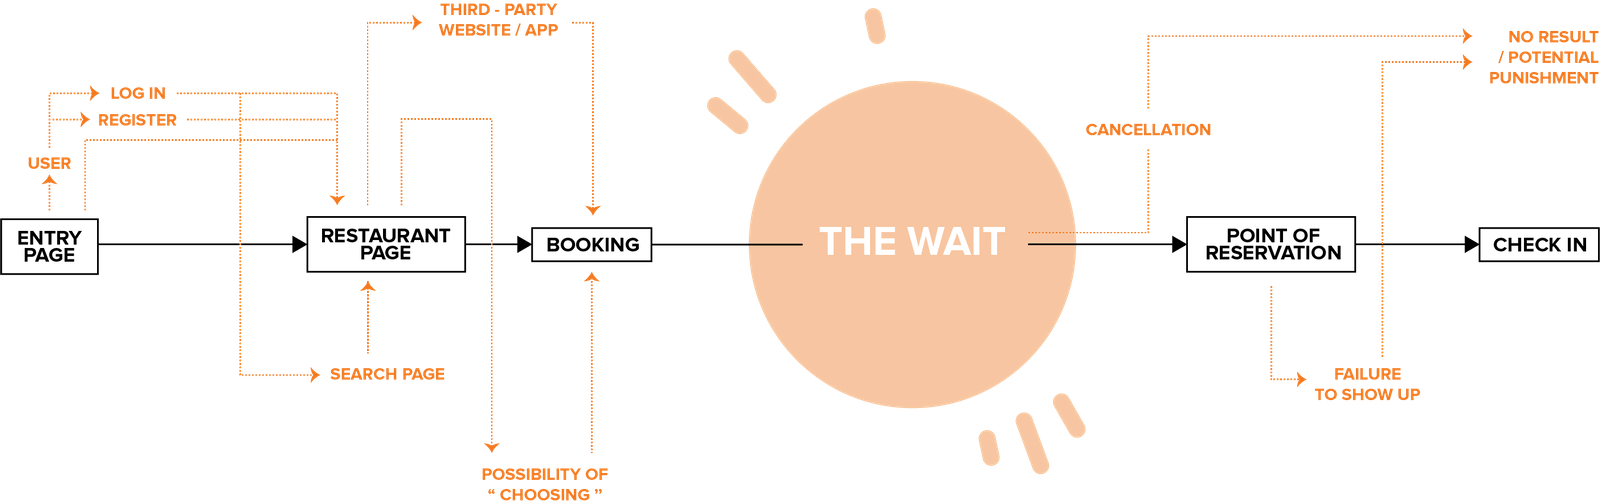 THIRD - PARTY
WEBSITE / APP
NO RESULT
/ POTENTIAL
PUNISHMENT
LOG IN
REGISTER
CANCELLATION
USER
ENTRY
PAGE
RESTAURANT
PAGE
BOOKING
THE WAIT
POINT OF
RESERVATION
CHECK IN
SEARCH PAGE
FAILURE
TO SHOW UP
POSSIBILITY OF
“ CHOOSING ”